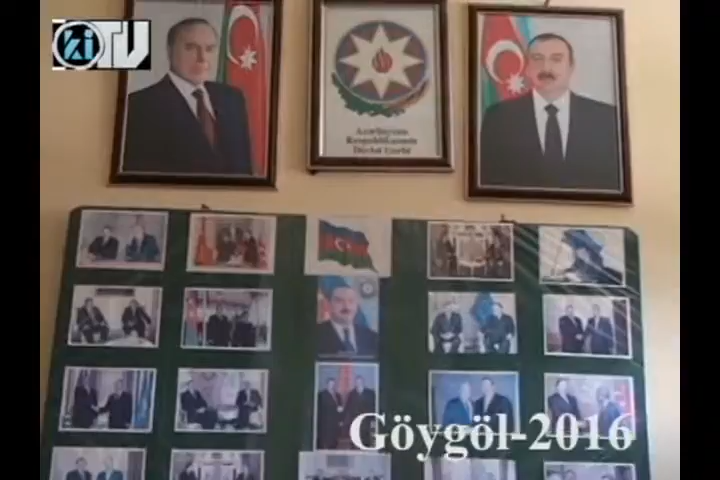 ZiTV
Azərbaycan
Respublikasının
Dövlət Gerbi
Göygöl-2016